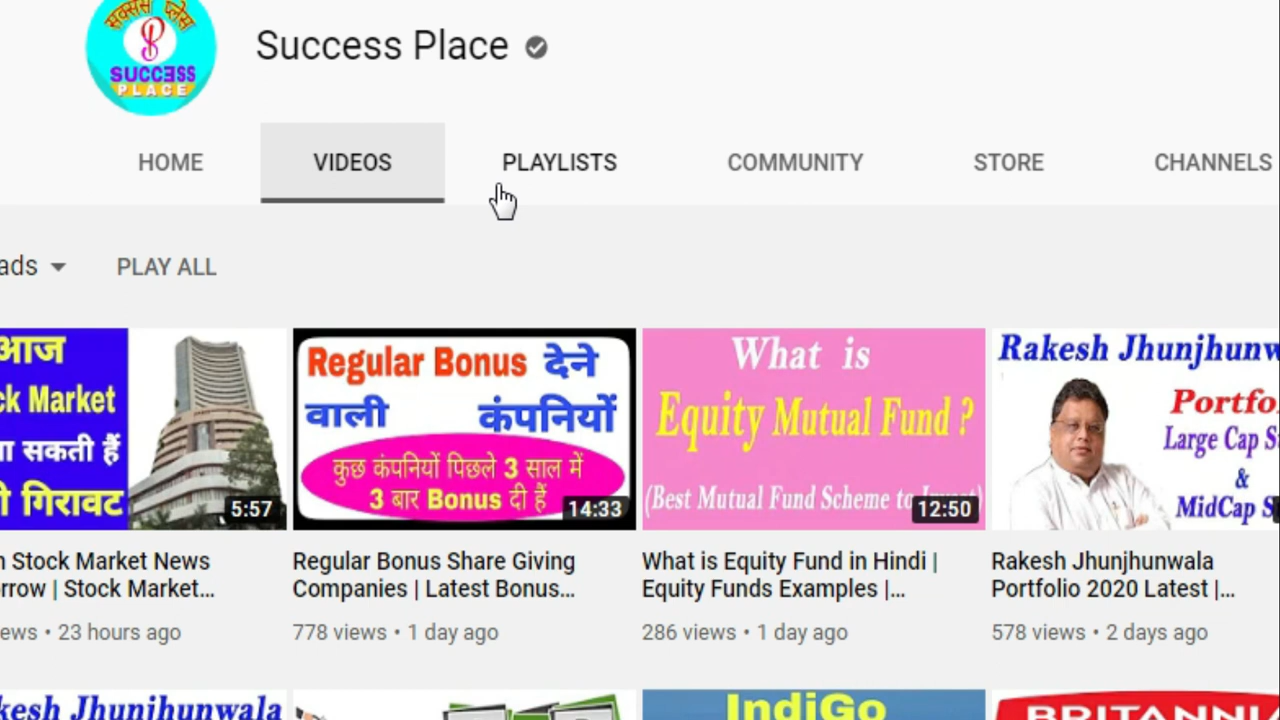 सक्सेस प्लेस
SUCCESS
PLACE
Success Place
HOME VIDEOS PLAYLISTS COMMUNITY STORE CHANNELS
ads PLAY ALL
आज
ck Market
ा सकती हैं
ी गिरावट
5:57
Regular Bonus देने
वाली कंपनियों
कुछ कंपनियों पिछले 3 साल में
3 बार Bonus दी हैं
14:33
What is
Equity Mutual Fund ?
(Best Mutual Fund Scheme to Invest)
12:50
Rakesh Jhunjhunw
Portfo
Large Cap S
&
MidCap S
n Stock Market News
rrow | Stock Market...
ews • 23 hours ago
Regular Bonus Share Giving
Companies | Latest Bonus...
778 views • 1 day ago
What is Equity Fund in Hindi |
Equity Funds Examples |...
286 views • 1 day ago
Rakesh Jhunjhunwala
Portfolio 2020 Latest |...
578 views • 2 days ago
kesh Jhunjhunwala
IndiGo
BRITANNIA